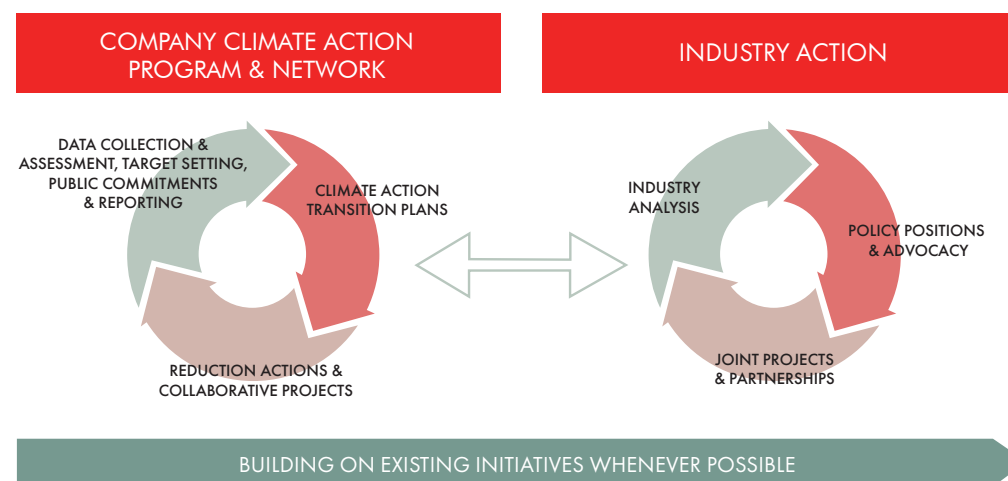 COMPANY CLIMATE ACTION
PROGRAM & NETWORK
INDUSTRY ACTION
DATA COLLECTION &
ASSESSMENT, TARGET SETTING,
PUBLIC COMMITMENTS
& REPORTING
CLIMATE ACTION
TRANSITION PLANS
REDUCTION ACTIONS &
COLLABORATIVE PROJECTS
INDUSTRY
ANALYSIS
POLICY POSITIONS
& ADVOCACY
JOINT PROJECTS
& PARTNERSHIPS
BUILDING ON EXISTING INITIATIVES WHENEVER POSSIBLE